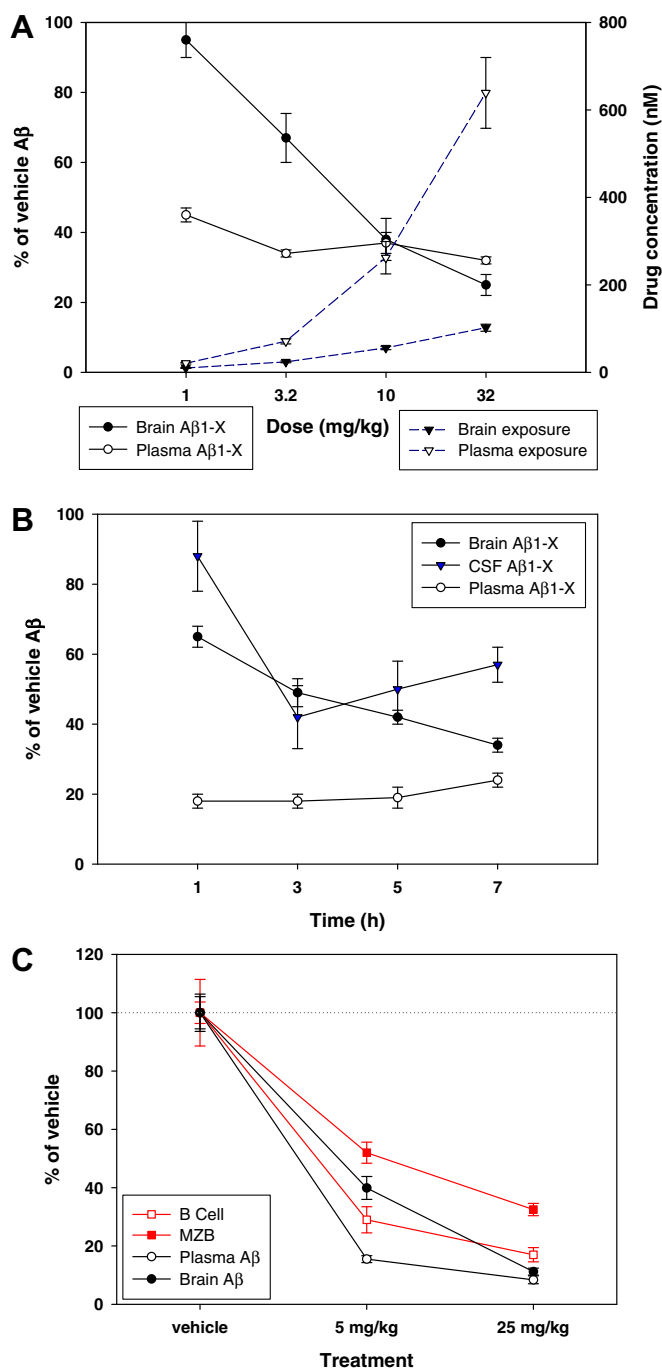 A
100
80
60
40
20
0
% of vehicle Aβ
800
600
400
200
0
Drug concentration (nM)
1 3.2 10 32
Dose (mg/kg)
Brain Aβ1-X
Plasma Aβ1-X
Brain exposure
Plasma exposure
B
100
80
60
40
20
0
% of vehicle Aβ
Brain Aβ1-X
CSF Aβ1-X
Plasma Aβ1-X
1 3 5 7
Time (h)
C
120
100
80
60
40
20
0
% of vehicle
B Cell
MZB
Plasma Aβ
Brain Aβ
vehicle 5 mg/kg 25 mg/kg
Treatment